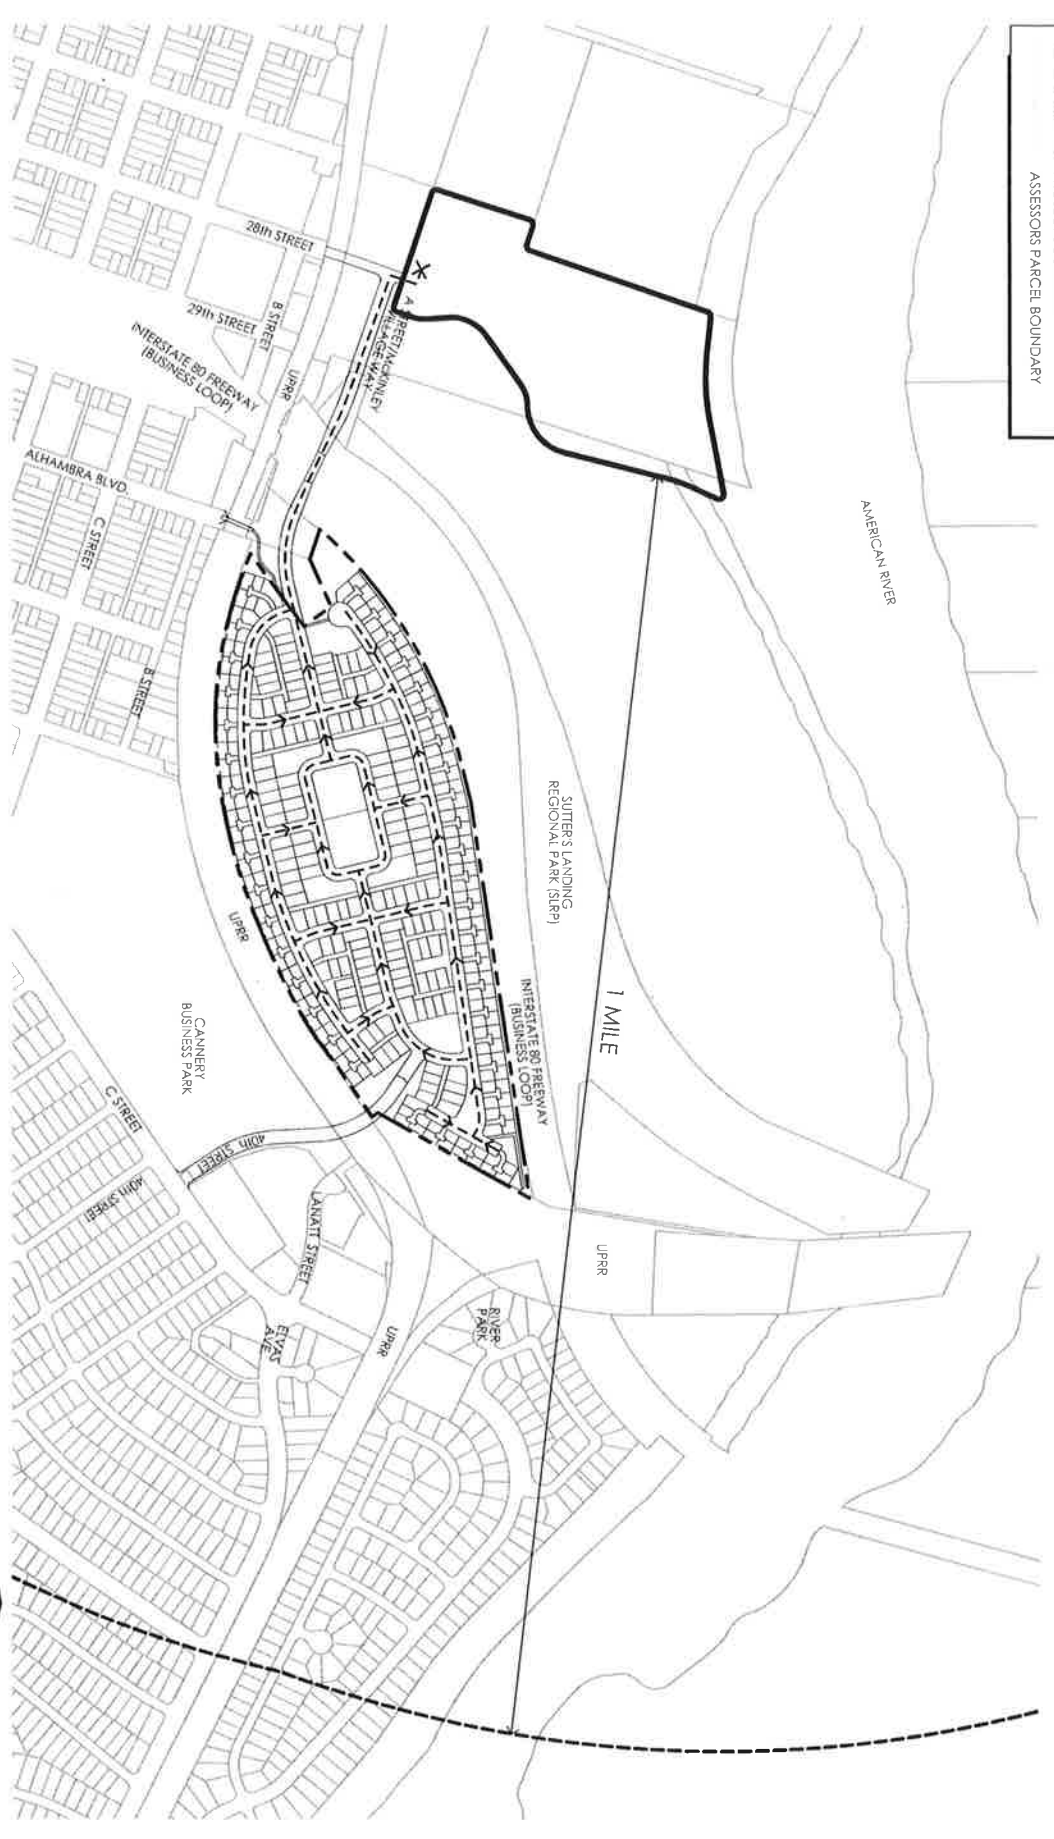 ASSESSORS PARCEL BOUNDARY
AMERICAN RIVER
28th STREET
29th STREET
B STREET
INTERSTATE 80 FREEWAY
(BUSINESS LOOP)
UPRR
ALHAMBRA BLVD.
C STREET
B STREET
SUTTER'S LANDING
REGIONAL PARK (SLRP)
1 MILE
INTERSTATE 80 FREEWAY
(BUSINESS LOOP)
UPRR
CANNERY
BUSINESS PARK
C STREET
40th STREET
40th STREET
LANATT STREET
ELVAS
AVE
UPRR
RIVER
PARK
UPRR